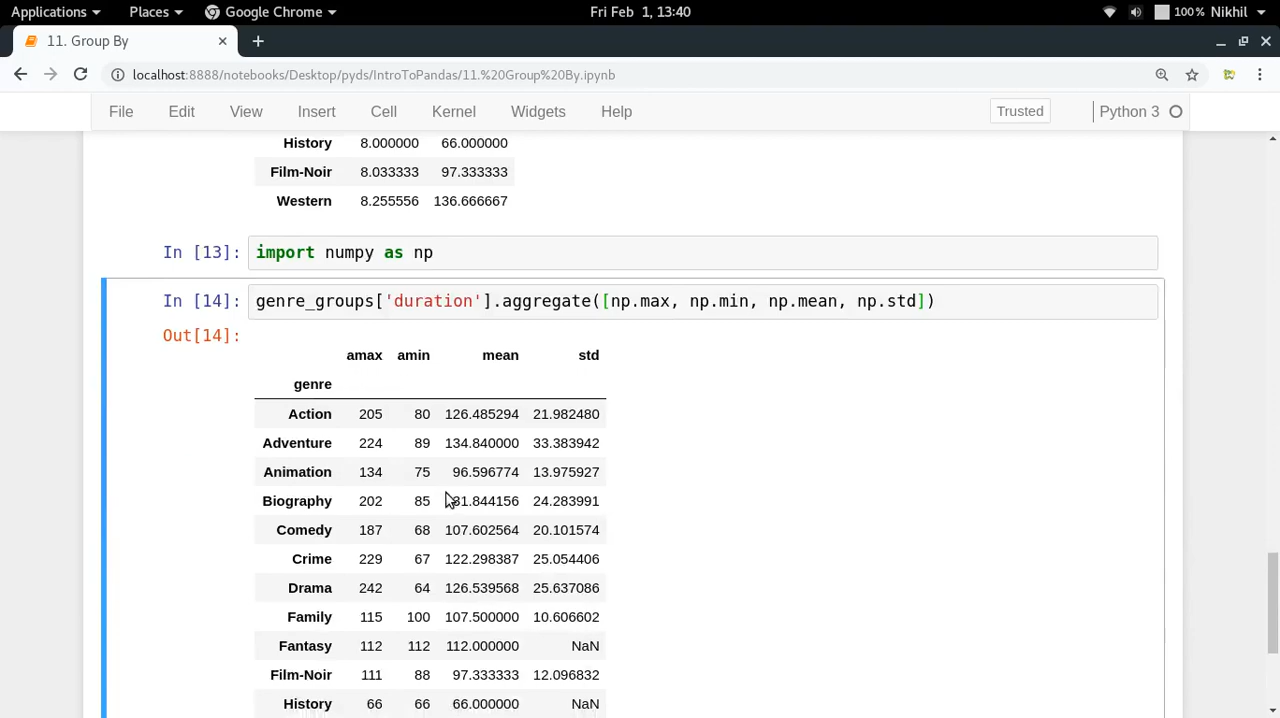 Applications Places Google Chrome Fri Feb 1, 13:40 100% Nikhil
11. Group By
localhost:8888/notebooks/Desktop/pyds/IntroToPandas/11.%20Group%20By.ipynb
File Edit View Insert Cell Kernel Widgets Help Trusted Python 3
History 8.000000 66.000000
Film-Noir 8.033333 97.333333
Western 8.255556 136.666667
In [13]: import numpy as np
In [14]: genre_groups['duration'].aggregate([np.max, np.min, np.mean, np.std])
Out[14]:
amax amin mean std
genre
Action 205 80 126.485294 21.982480
Adventure 224 89 134.840000 33.383942
Animation 134 75 96.596774 13.975927
Biography 202 85 24.283991
Comedy 187 68 107.602564 20.101574
Crime 229 67 122.298387 25.054406
Drama 242 64 126.539568 25.637086
Family 115 100 107.500000 10.606602
Fantasy 112 112 112.000000 NaN
Film-Noir 111 88 97.333333 12.096832
History 66 66 66.000000 NaN